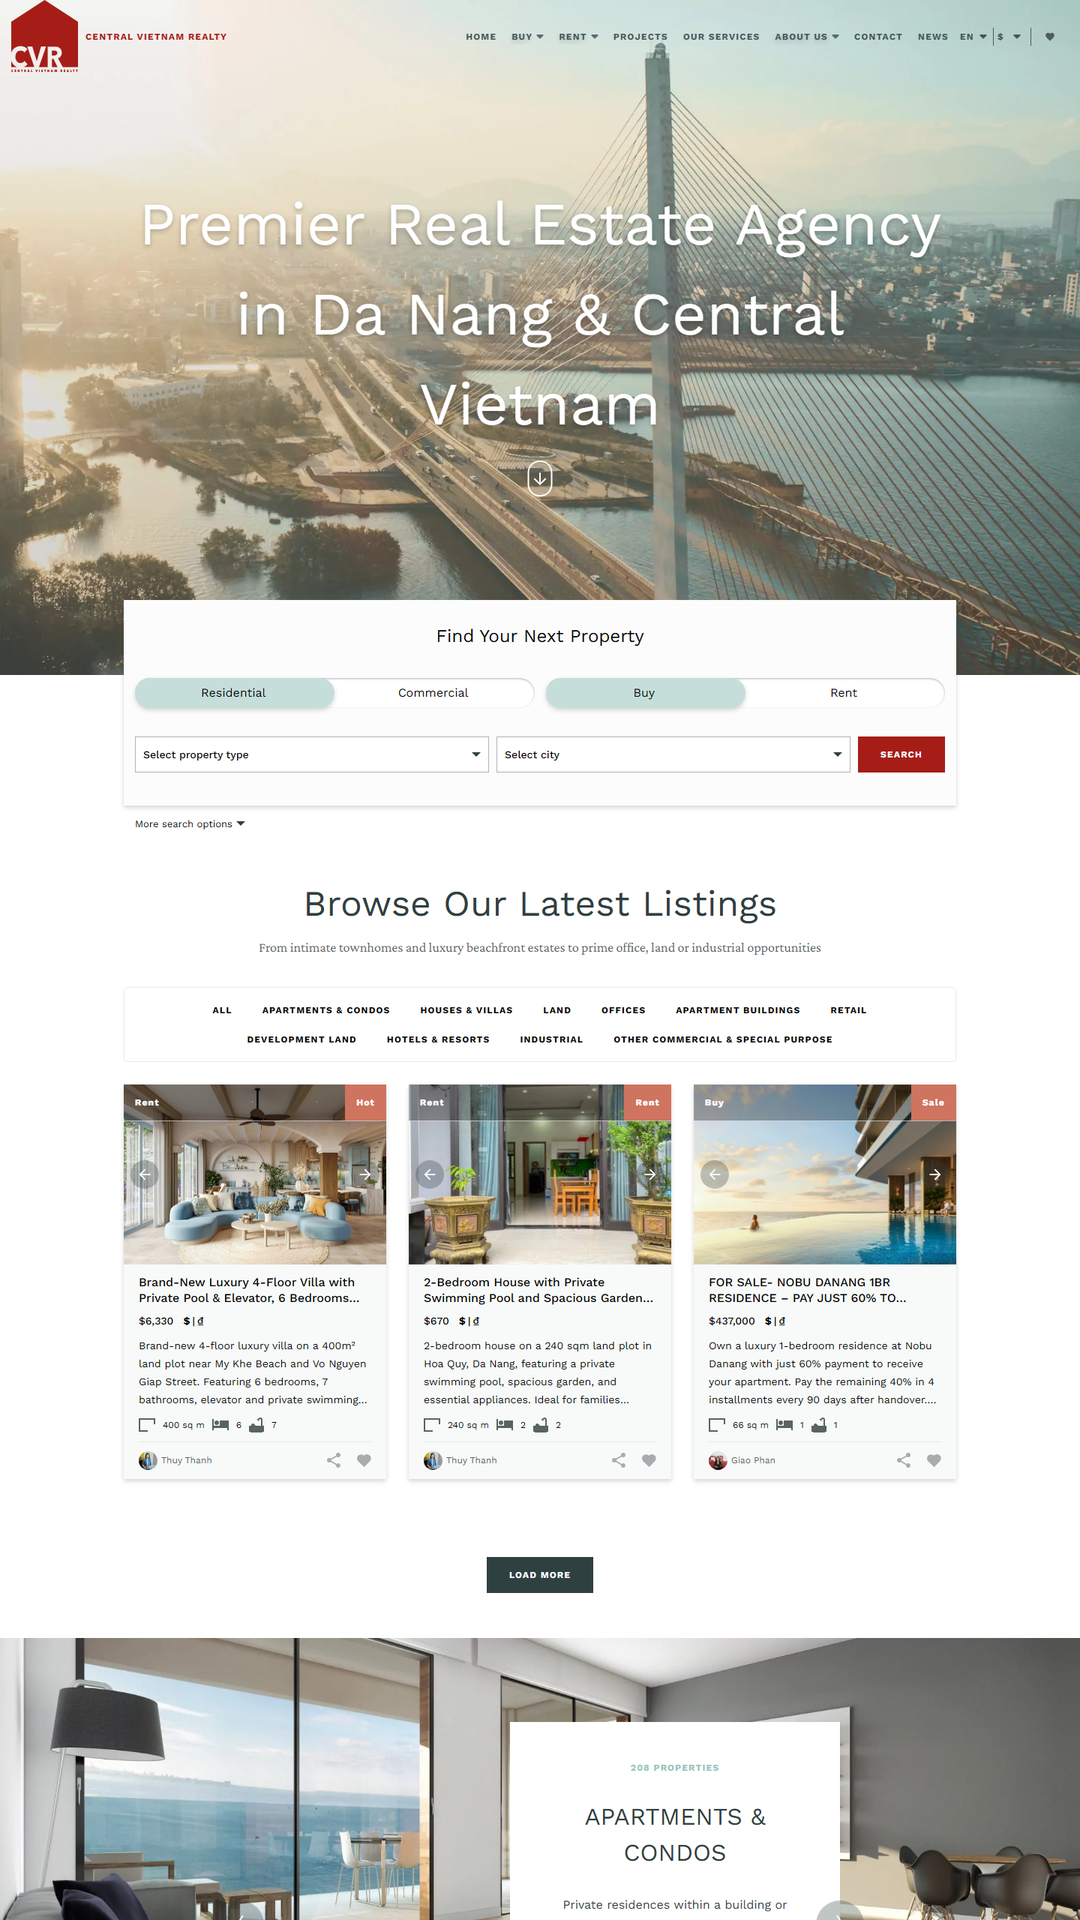 CVR
CENTRAL VIETNAM REALTY
CENTRAL VIETNAM REALTY
HOME BUY RENT PROJECTS OUR SERVICES ABOUT US CONTACT NEWS EN $
Premier Real Estate Agency
in Da Nang & Central
Vietnam
Find Your Next Property
Residential Commercial Buy Rent
Select property type Select city SEARCH
More search options
Browse Our Latest Listings
From intimate townhomes and luxury beachfront estates to prime office, land or industrial opportunities
ALL APARTMENTS & CONDOS HOUSES & VILLAS LAND OFFICES APARTMENT BUILDINGS RETAIL
DEVELOPMENT LAND HOTELS & RESORTS INDUSTRIAL OTHER COMMERCIAL & SPECIAL PURPOSE
Rent Hot
Brand-New Luxury 4-Floor Villa with
Private Pool & Elevator, 6 Bedrooms...
$6,330 $ | ₫
Brand-new 4-floor luxury villa on a 400m²
land plot near My Khe Beach and Vo Nguyen
Giap Street. Featuring 6 bedrooms, 7
bathrooms, elevator and private swimming...
400 sq m 6 7
Thuy Thanh
Rent Rent
2-Bedroom House with Private
Swimming Pool and Spacious Garden...
$670 $ | ₫
2-bedroom house on a 240 sqm land plot in
Hoa Quy, Da Nang, featuring a private
swimming pool, spacious garden, and
essential appliances. Ideal for families...
240 sq m 2 2
Thuy Thanh
Buy Sale
FOR SALE- NOBU DANANG 1BR
RESIDENCE – PAY JUST 60% TO...
$437,000 $ | ₫
Own a luxury 1-bedroom residence at Nobu
Danang with just 60% payment to receive
your apartment. Pay the remaining 40% in 4
installments every 90 days after handover....
66 sq m 1 1
Giao Phan
LOAD MORE
208 PROPERTIES
APARTMENTS &
CONDOS
Private residences within a building or